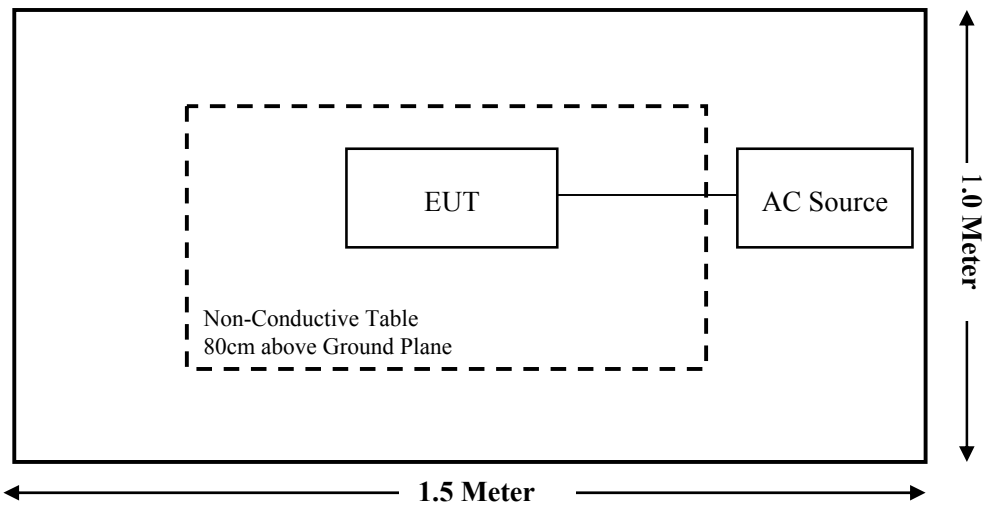 EUT
AC Source
Non-Conductive Table
80cm above Ground Plane
1.0 Meter
1.5 Meter